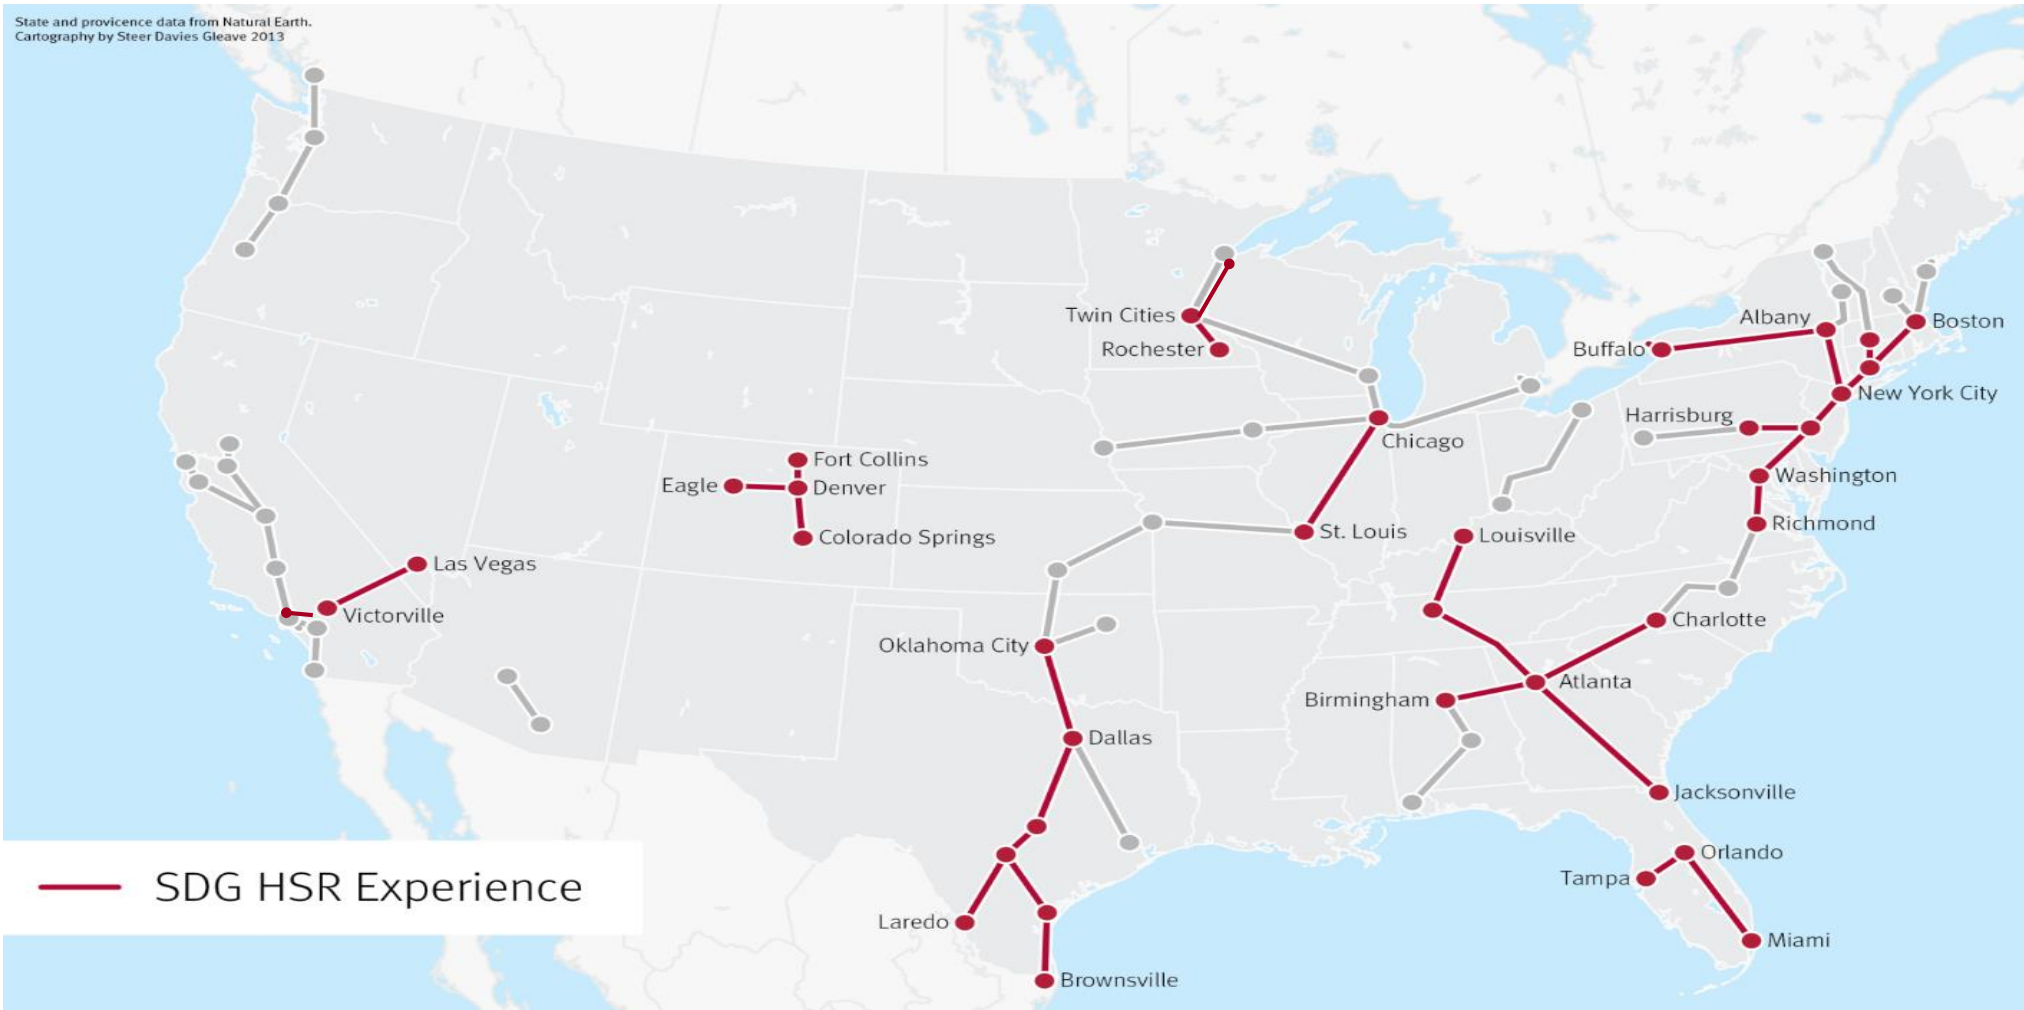 State and provicence data from Natural Earth.
Cartography by Steer Davies Gleave 2013
Twin Cities
Rochester
Albany
Boston
Buffalo
New York City
Harrisburg
Chicago
Washington
Fort Collins
Eagle
Denver
Colorado Springs
Richmond
St. Louis
Louisville
Las Vegas
Victorville
Charlotte
Oklahoma City
Atlanta
Birmingham
Dallas
Jacksonville
Orlando
Tampa
SDG HSR Experience
Laredo
Miami
Brownsville